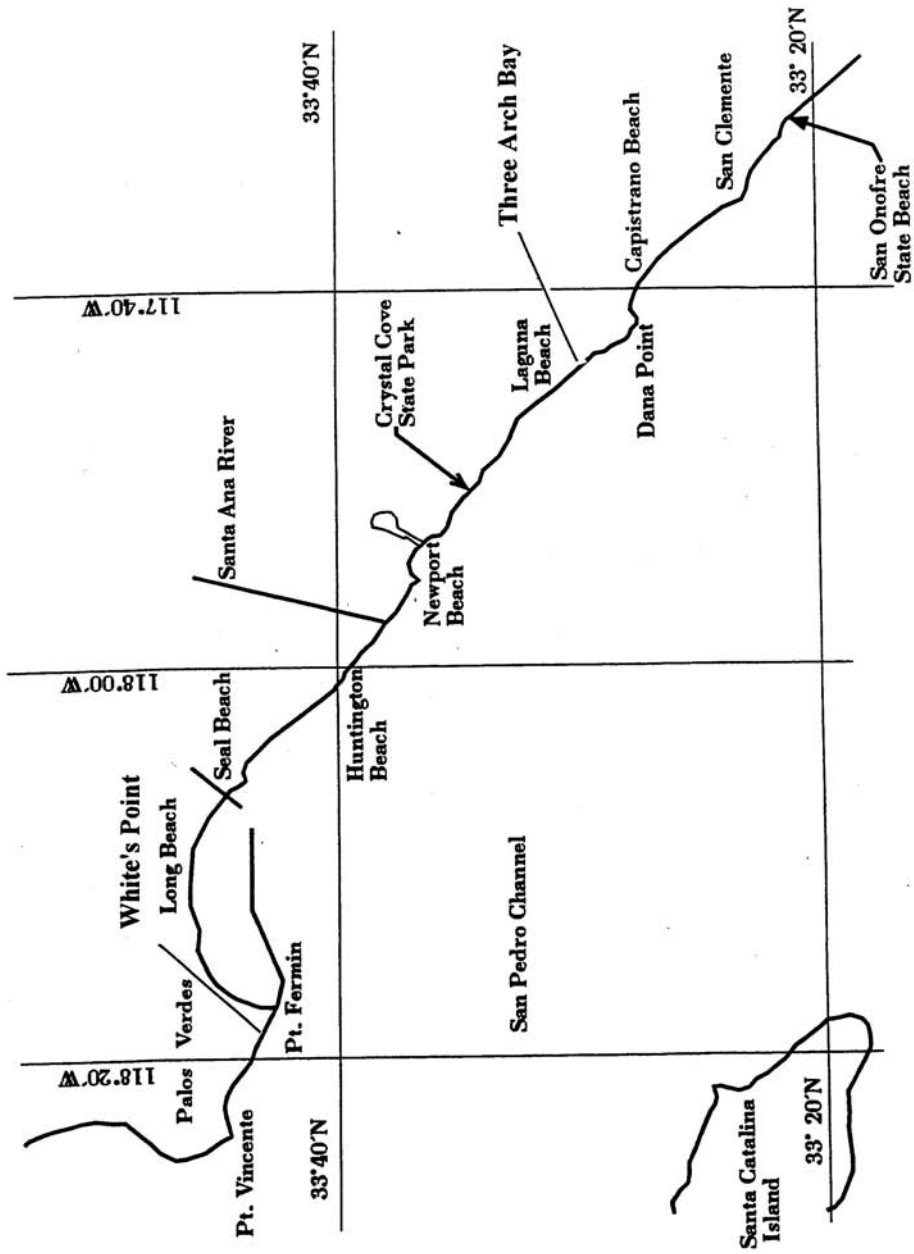 118°20´W
118°00´W
117°40´W
White's Point
Palos Verdes
Long Beach
Seal Beach
Santa Ana River
Pt. Vincente
Pt. Fermin
33°40´N
33°40´N
Huntington
Beach
Newport
Beach
Crystal Cove
State Park
Laguna
Beach
Three Arch Bay
San Pedro Channel
Dana Point
Capistrano Beach
San Clemente
Santa Catalina
Island
33° 20´N
33° 20´N
San Onofre
State Beach